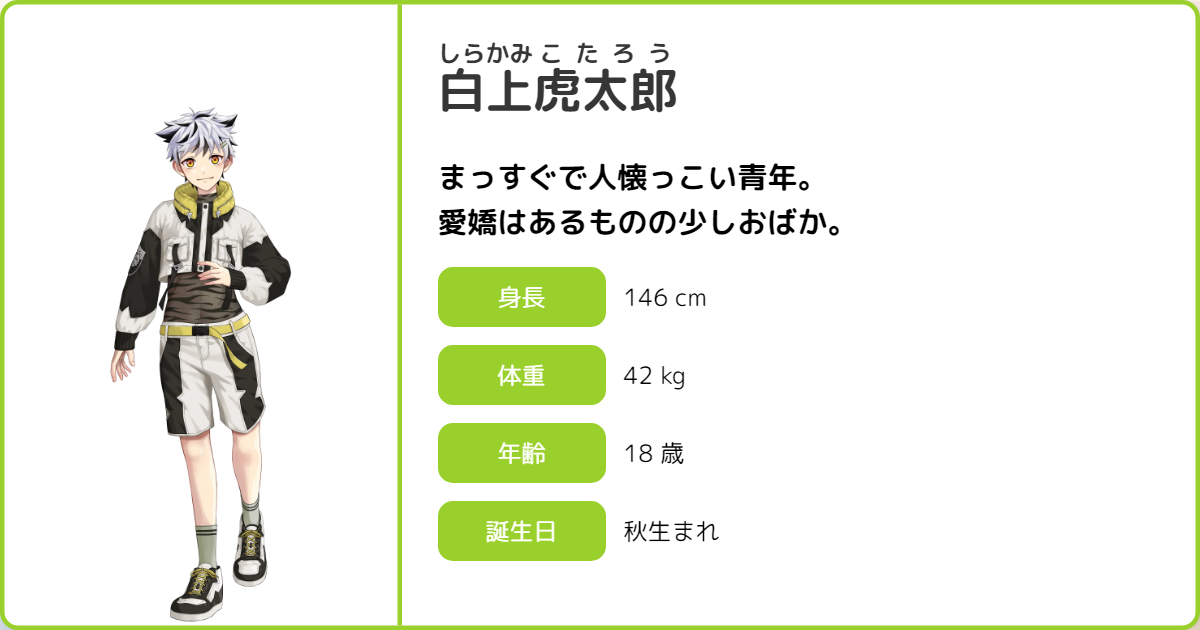 しらかみ こたろう
白上虎太郎
まっすぐで人懐っこい青年。
愛嬌はあるものの少しおばか。
身長 146 cm
体重 42 kg
年齢 18 歳
誕生日 秋生まれ